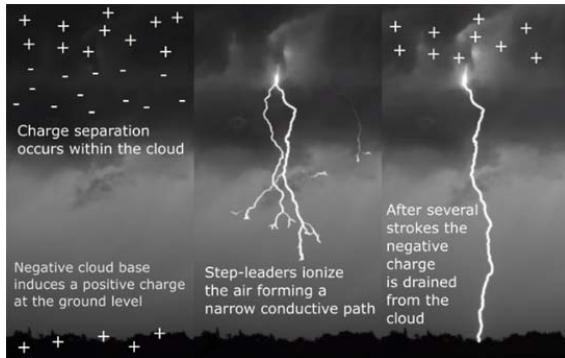 Charge separation
occurs within the cloud
Negative cloud base
induces a positive charge
at the ground level
Step-leaders ionize
the air forming a
narrow conductive path
After several
strokes the
negative
charge
is drained
from the
cloud